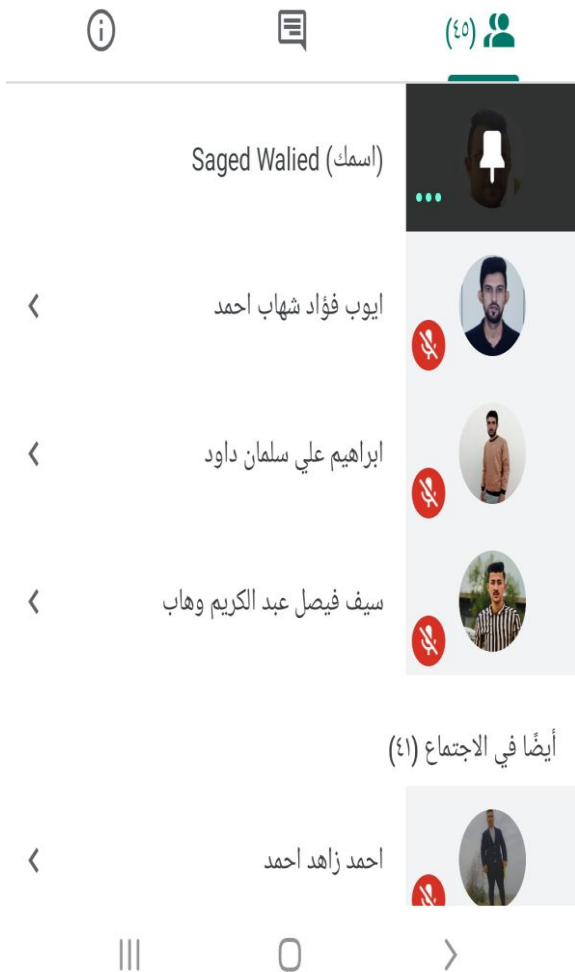 (٤٥)
(اسمك) Saged Walied
ايوب فؤاد شهاب احمد
ابراهيم علي سلمان داود
سيف فيصل عبد الكريم وهاب
أيضًا في الاجتماع (٤١)
احمد زاهد احمد